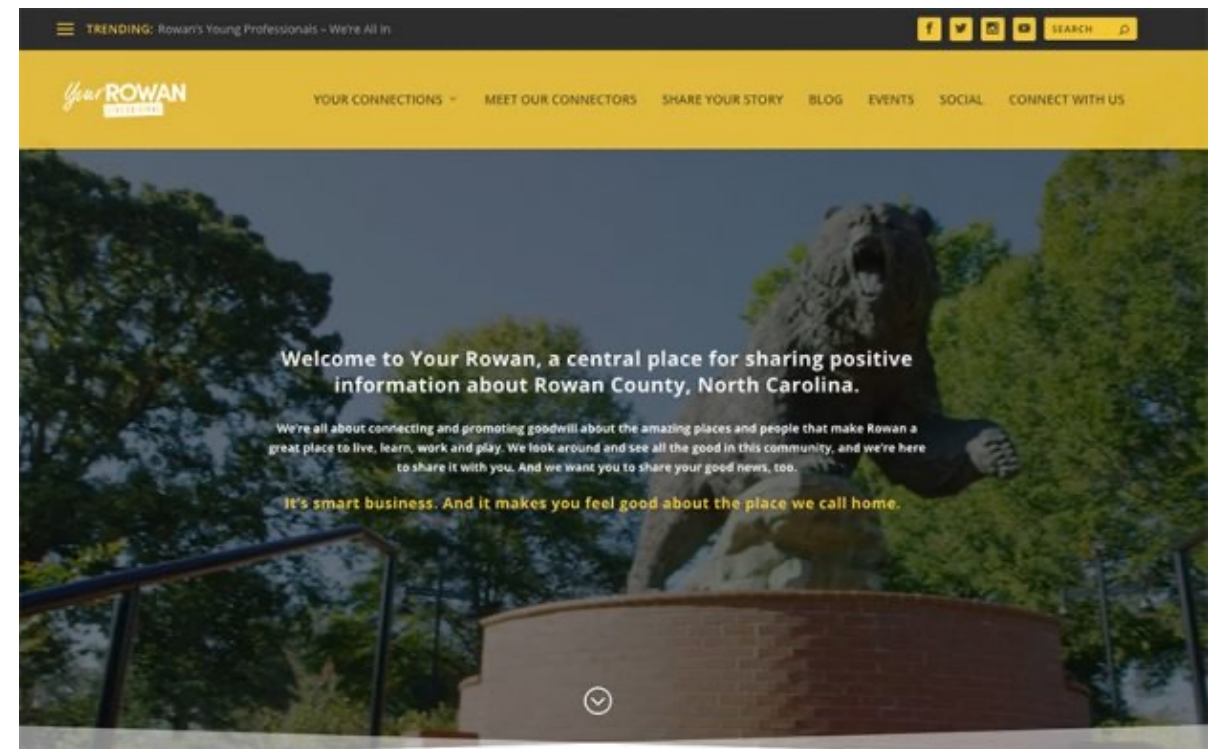 TRENDING: Rowan's Young Professionals – We're All In
SEARCH
Your ROWAN
YOUR CONNECTIONS
MEET OUR CONNECTORS
SHARE YOUR STORY
BLOG
EVENTS
SOCIAL
CONNECT WITH US
Welcome to Your Rowan, a central place for sharing positive
information about Rowan County, North Carolina.
We're all about connecting and promoting goodwill about the amazing places and people that make Rowan a
great place to live, learn, work and play. We look around and see all the good in this community, and we're here
to share it with you. And we want you to share your good news, too.
It's smart business. And it makes you feel good about the place we call home.